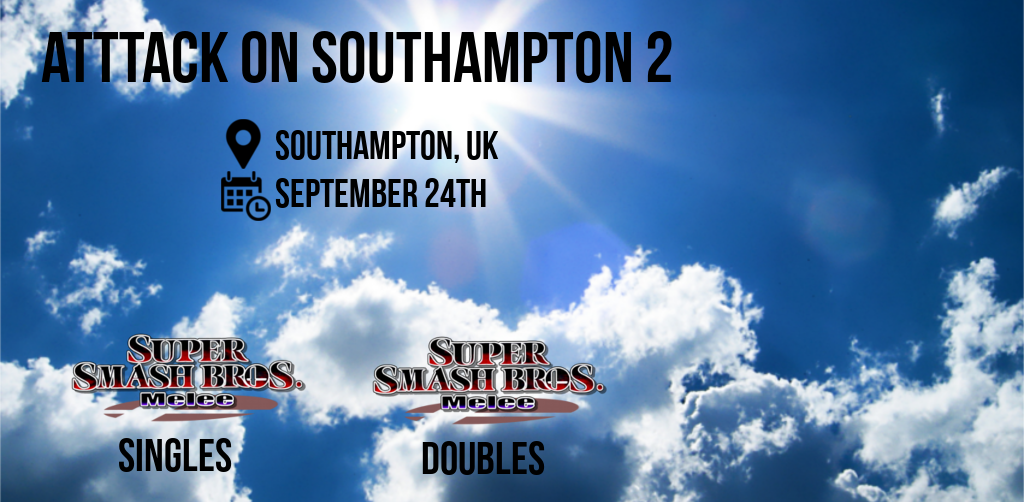 ATTTACK ON SOUTHAMPTON 2
SOUTHAMPTON, UK
SEPTEMBER 24TH
SUPER
SMASH BROS.
Melee
SINGLES
SUPER
SMASH BROS.
Melee
DOUBLES